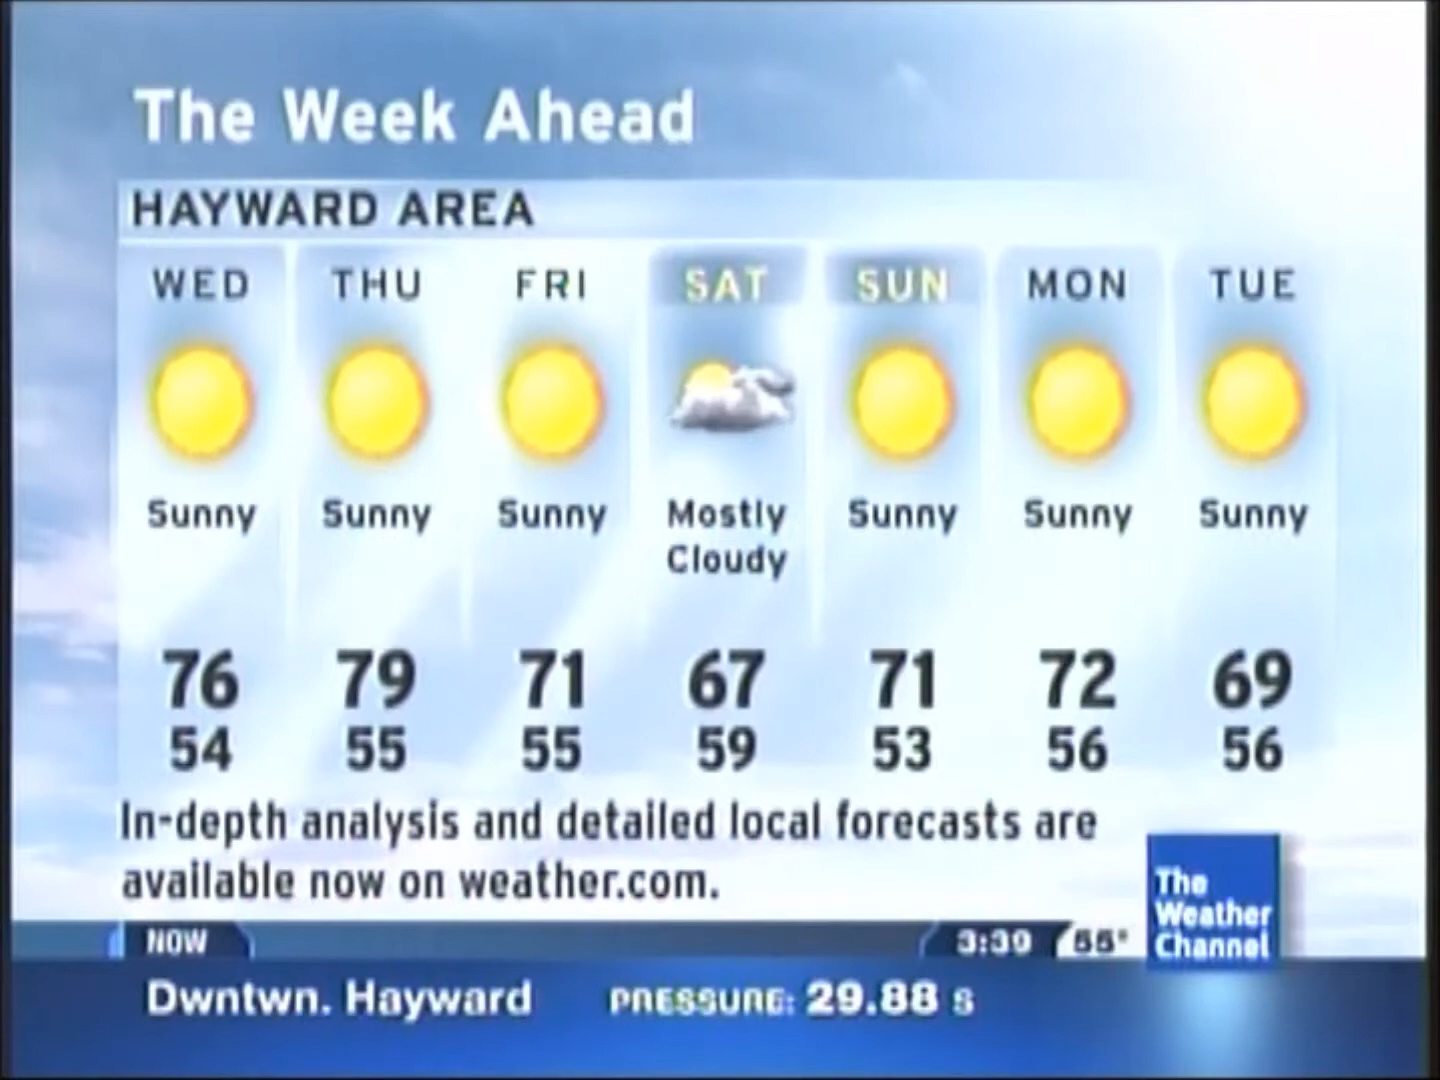 The Week Ahead
HAYWARD AREA
WED THU FRI SAT SUN MON TUE
Sunny Sunny Sunny Mostly Sunny Sunny Sunny
Cloudy
76 79 71 67 71 72 69
54 55 55 59 53 56 56
In-depth analysis and detailed local forecasts are
available now on weather.com.
The
Weather
Channel
NOW 3:39 55°
Dwntwn. Hayward PRESSURE: 29.88 S